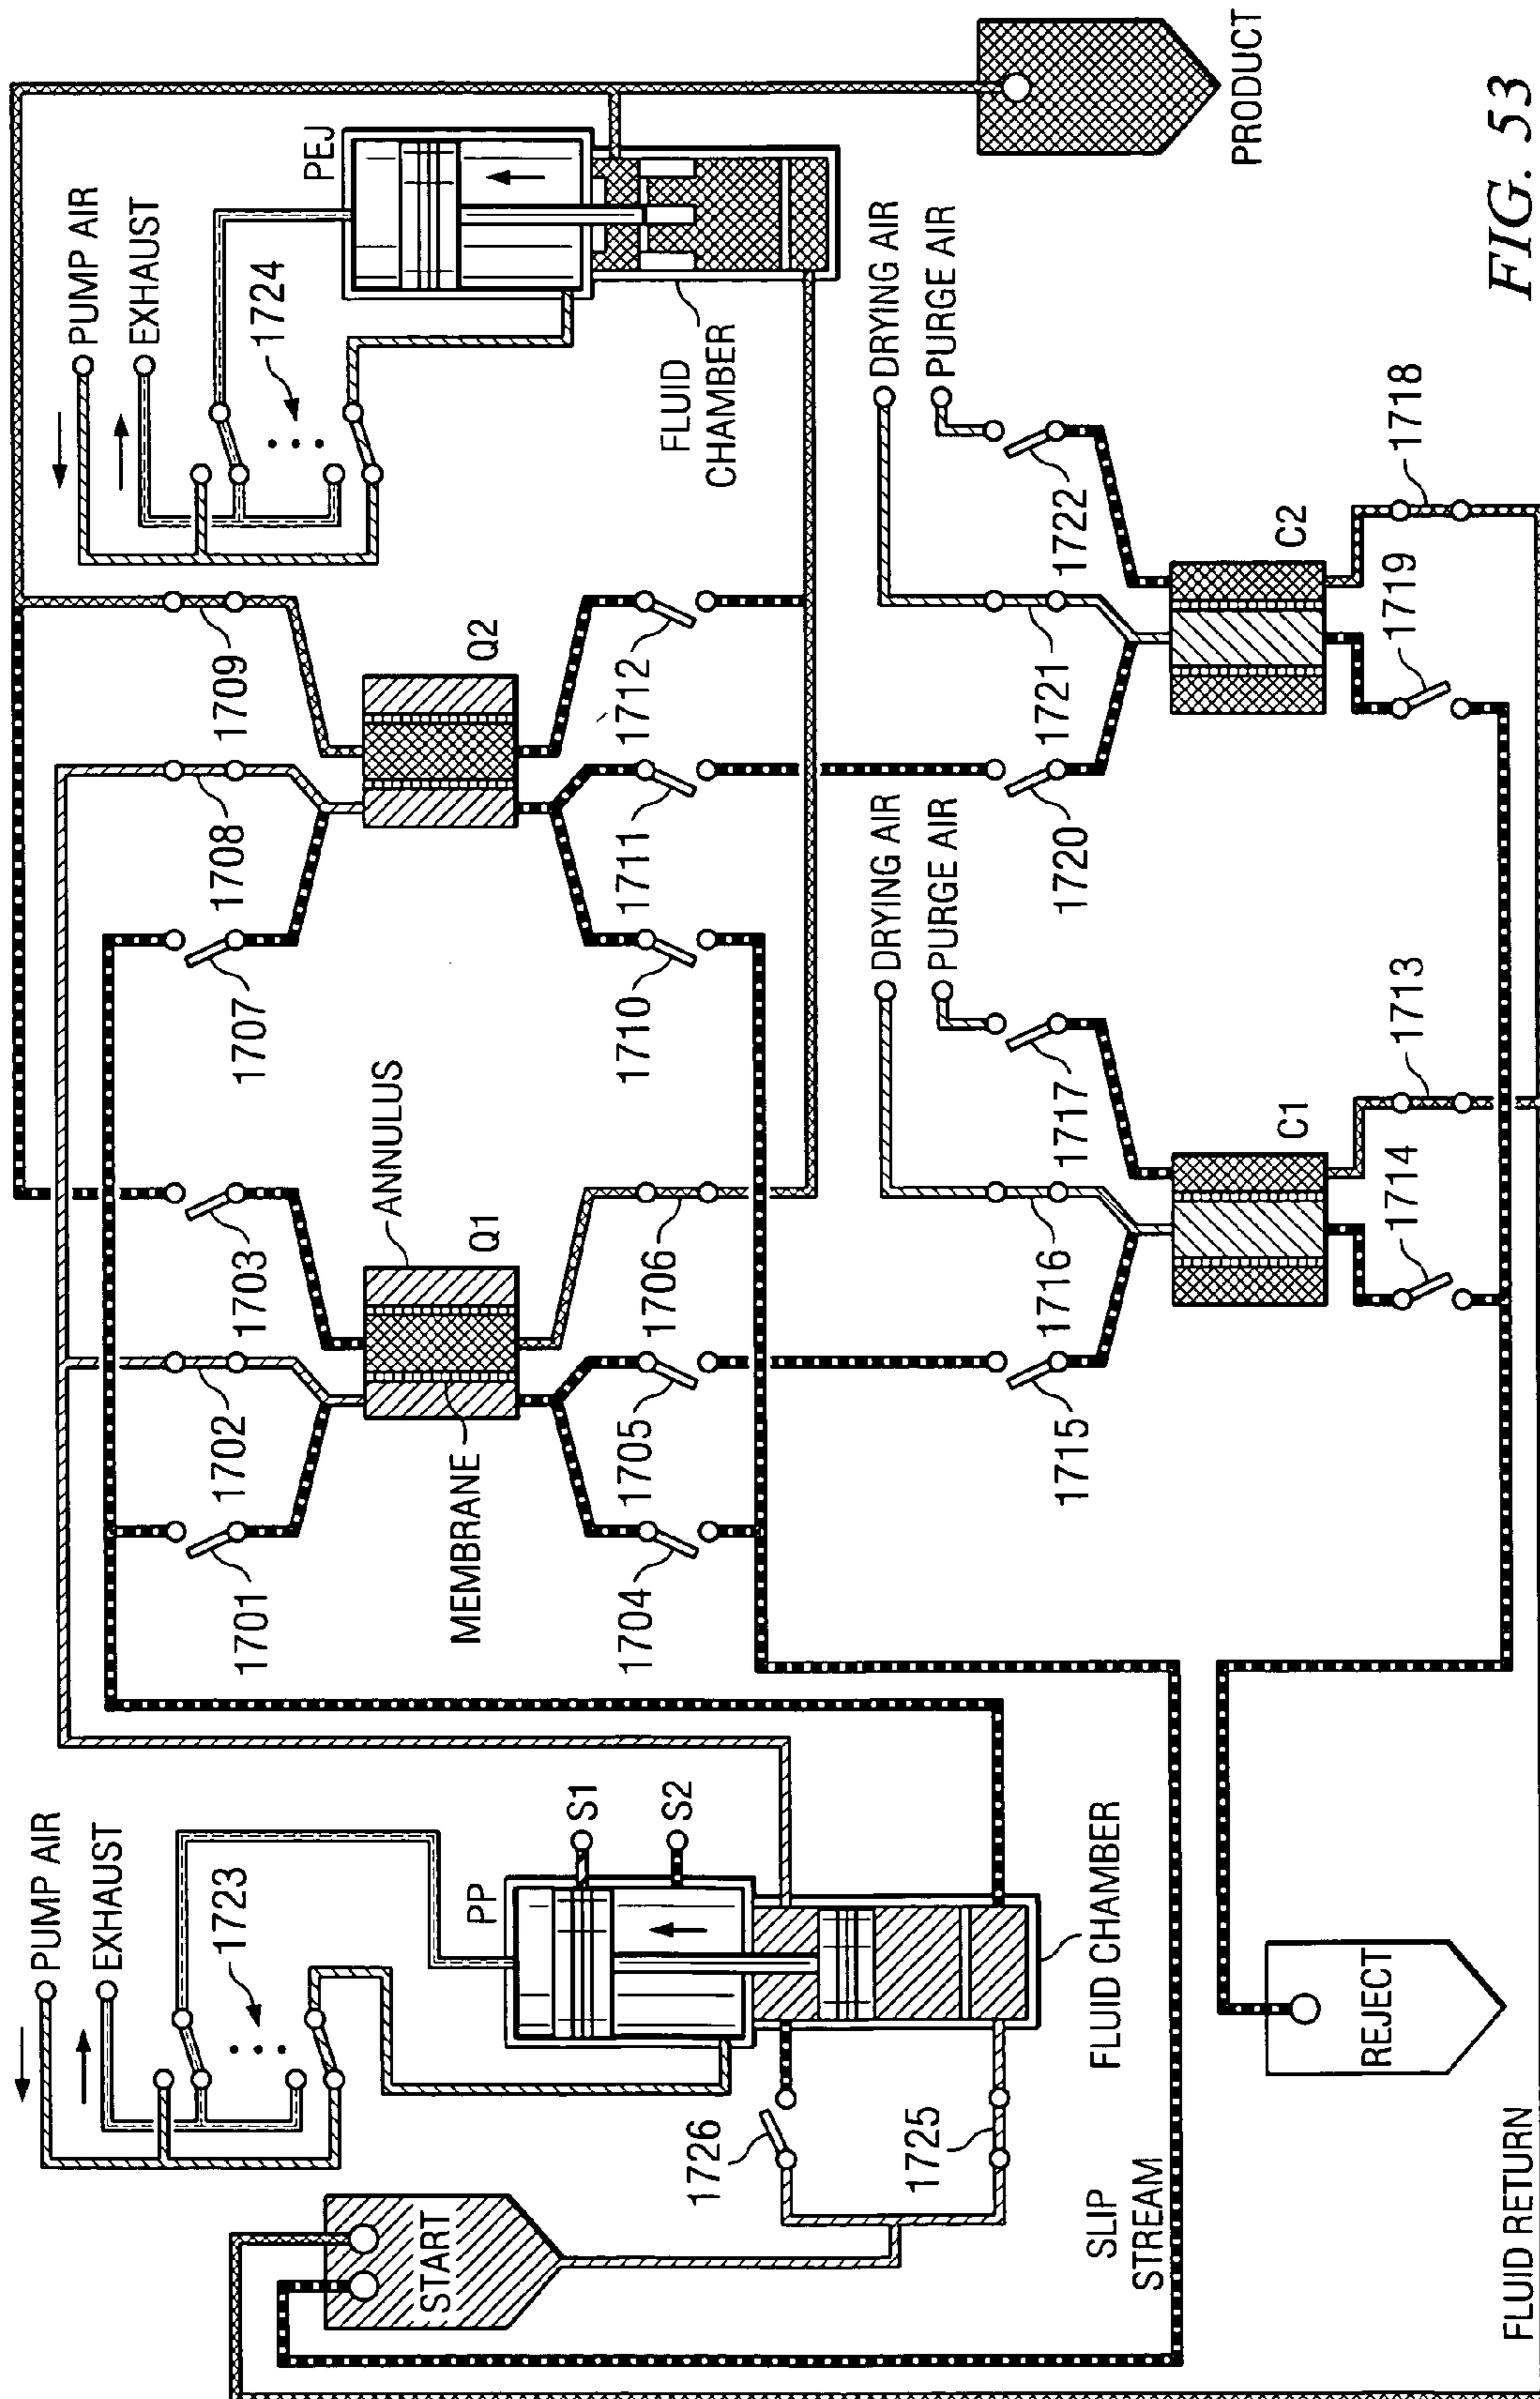 PUMP AIR
EXHAUST
1723
PP
S1
S2
START
1726
1725
SLIP
STREAM
FLUID CHAMBER
REJECT
FLUID RETURN
1701
1702
1703
ANNULUS
MEMBRANE
Q1
1704
1705
1706
1707
1708
1709
Q2
1710
1711
1712
PUMP AIR
EXHAUST
1724
PEJ
FLUID
CHAMBER
DRYING AIR
PURGE AIR
1715
1716
1717
C1
1714
1713
DRYING AIR
PURGE AIR
1720
1721
1722
C2
1719
1718
PRODUCT
FIG. 53